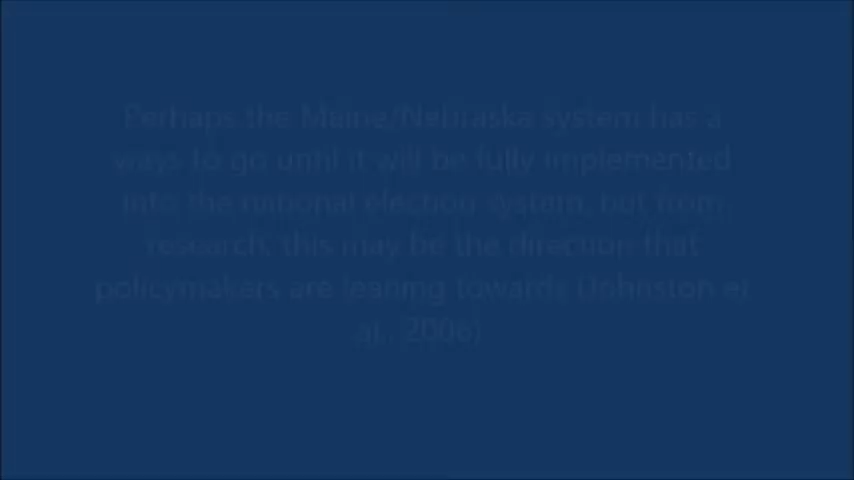 Perhaps the Maine/Nebraska system has a
ways to go until it will be fully implemented
into the national election system, but from
research, this may be the direction that
policymakers are leaning towards (Johnston et
al., 2006)